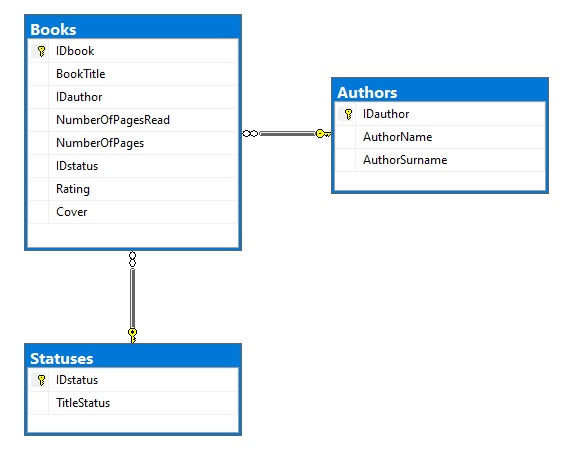 Books
IDbook
BookTitle
IDauthor
NumberOfPagesRead
NumberOfPages
IDstatus
Rating
Cover
Authors
IDauthor
AuthorName
AuthorSurname
Statuses
IDstatus
TitleStatus